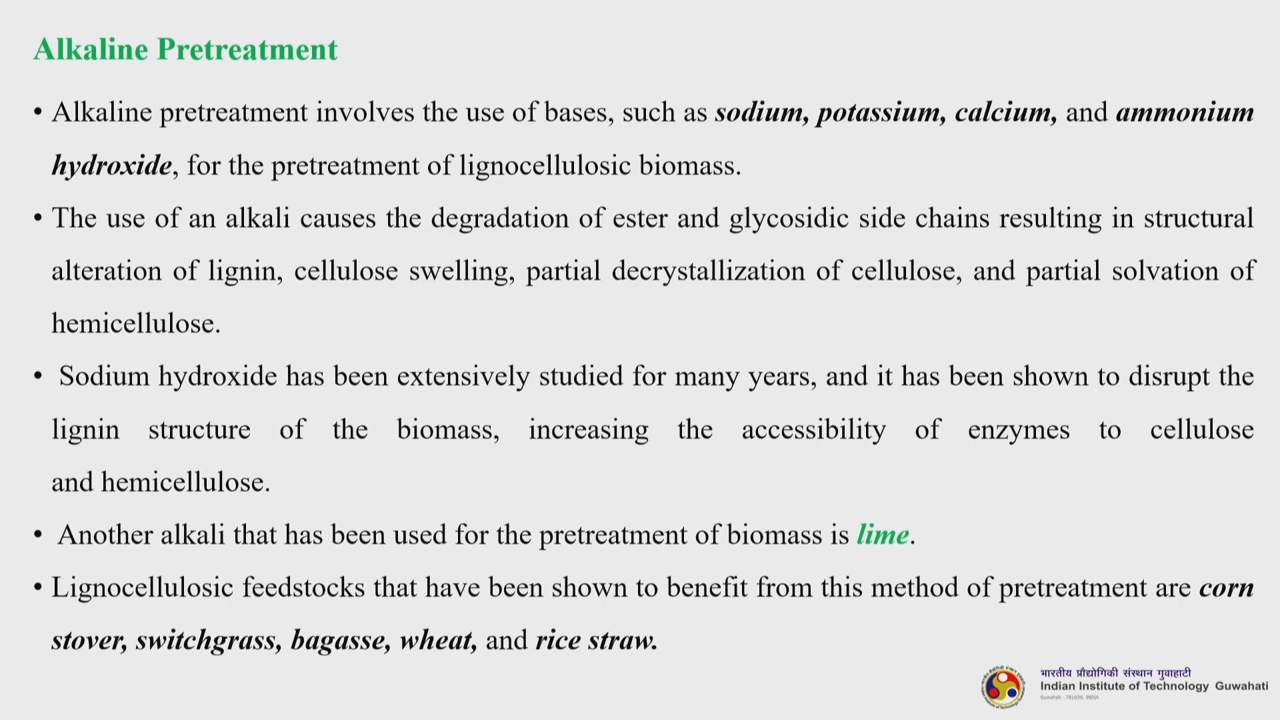 Alkaline Pretreatment
• Alkaline pretreatment involves the use of bases, such as sodium, potassium, calcium, and ammonium
hydroxide, for the pretreatment of lignocellulosic biomass.
• The use of an alkali causes the degradation of ester and glycosidic side chains resulting in structural
alteration of lignin, cellulose swelling, partial decrystallization of cellulose, and partial solvation of
hemicellulose.
• Sodium hydroxide has been extensively studied for many years, and it has been shown to disrupt the
lignin structure of the biomass, increasing the accessibility of enzymes to cellulose
and hemicellulose.
• Another alkali that has been used for the pretreatment of biomass is lime.
• Lignocellulosic feedstocks that have been shown to benefit from this method of pretreatment are corn
stover, switchgrass, bagasse, wheat, and rice straw.
भारतीय प्रौद्योगिकी संस्थान गुवाहाटी
Indian Institute of Technology Guwahati
Guwahati - 781039, INDIA